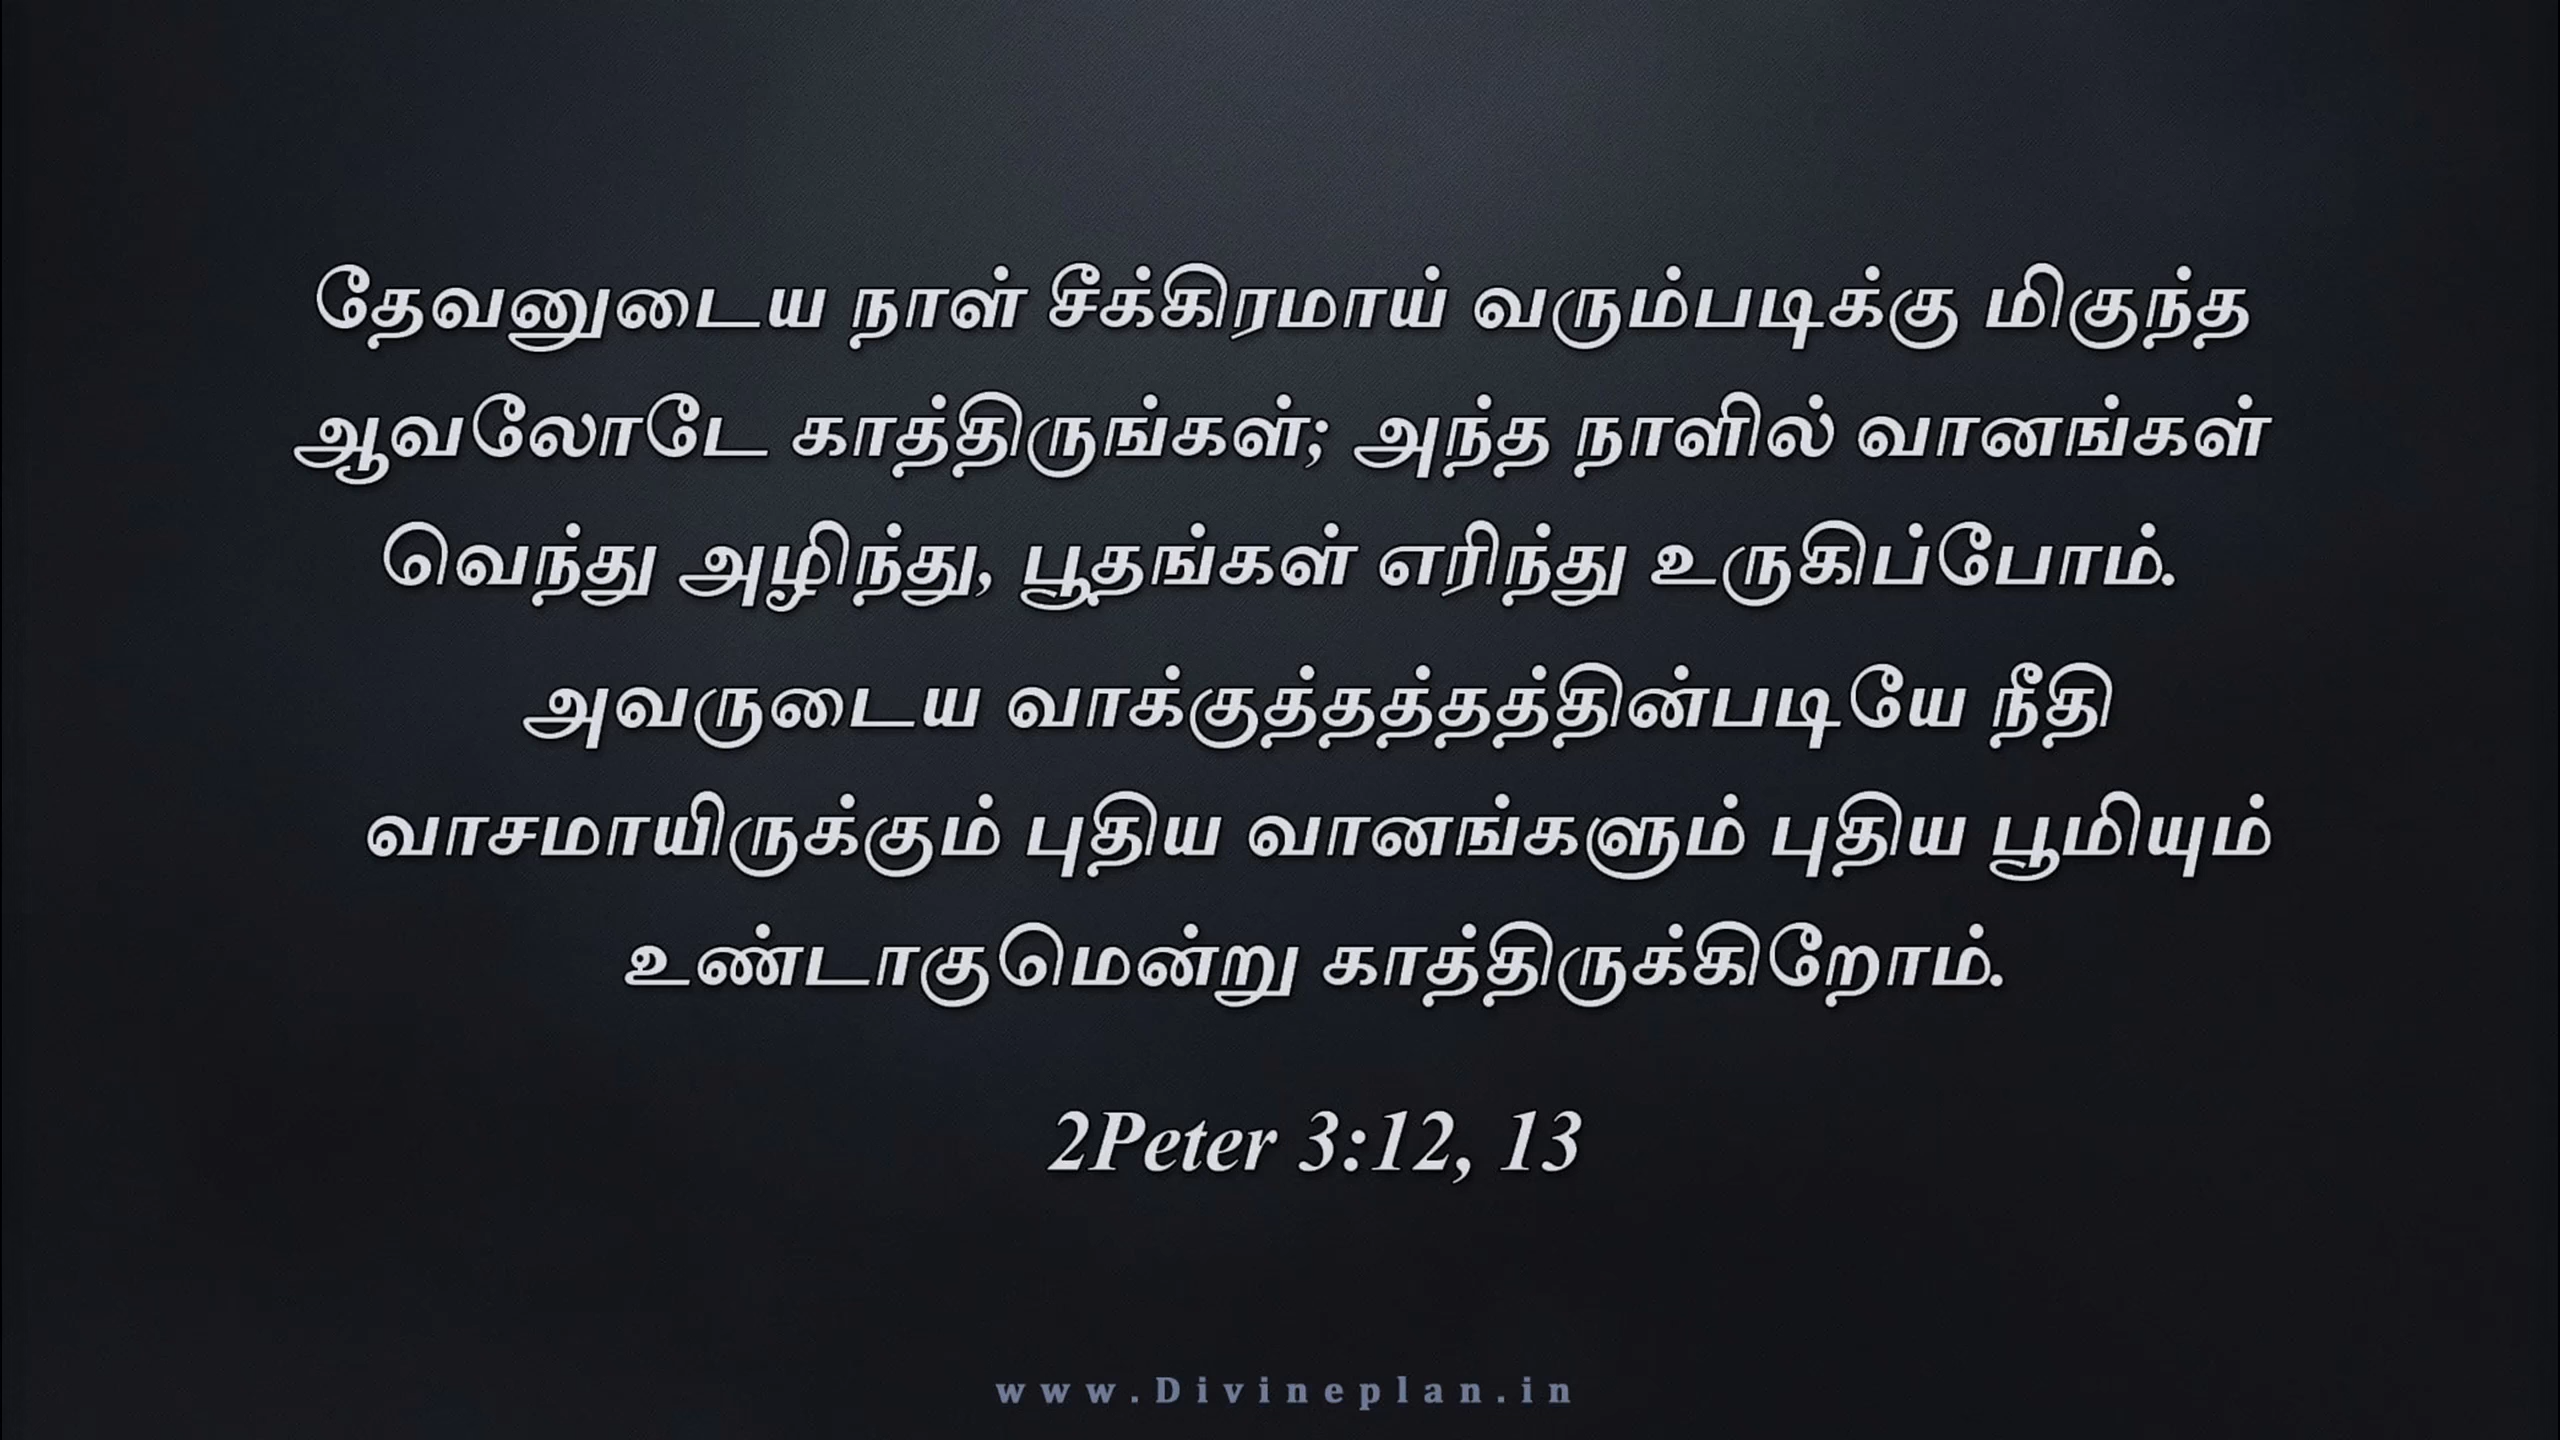 தேவனுடைய நாள் சீக்கிரமாய் வரும்படிக்கு மிகுந்த
ஆவலோடே காத்திருங்கள்; அந்த நாளில் வானங்கள்
வெந்து அழிந்து, பூதங்கள் எரிந்து உருகிப்போம்.
அவருடைய வாக்குத்தத்தத்தின்படியே நீதி
வாசமாயிருக்கும் புதிய வானங்களும் புதிய பூமியும்
உண்டாகுமென்று காத்திருக்கிறோம்.
2Peter 3:12, 13
www.Divineplan.in